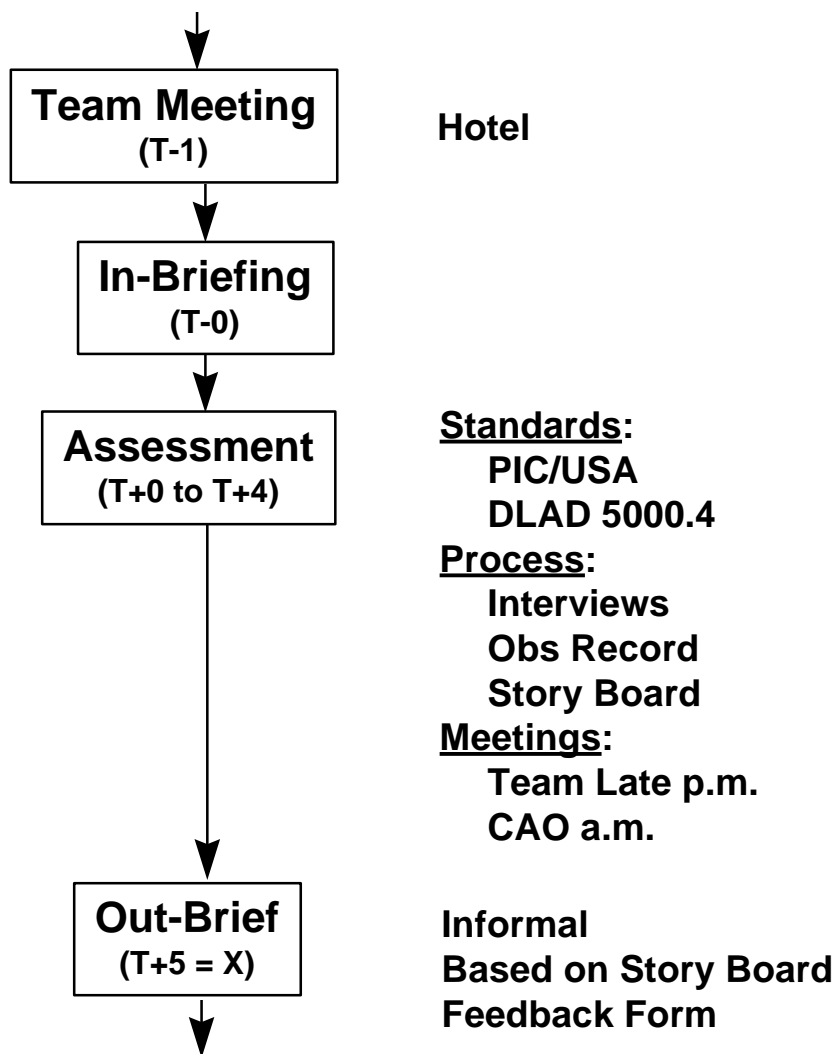 Team Meeting
(T-1)
Hotel
In-Briefing
(T-0)
Assessment
(T+0 to T+4)
Standards:
PIC/USA
DLAD 5000.4
Process:
Interviews
Obs Record
Story Board
Meetings:
Team Late p.m.
CAO a.m.
Out-Brief
(T+5 = X)
Informal
Based on Story Board
Feedback Form